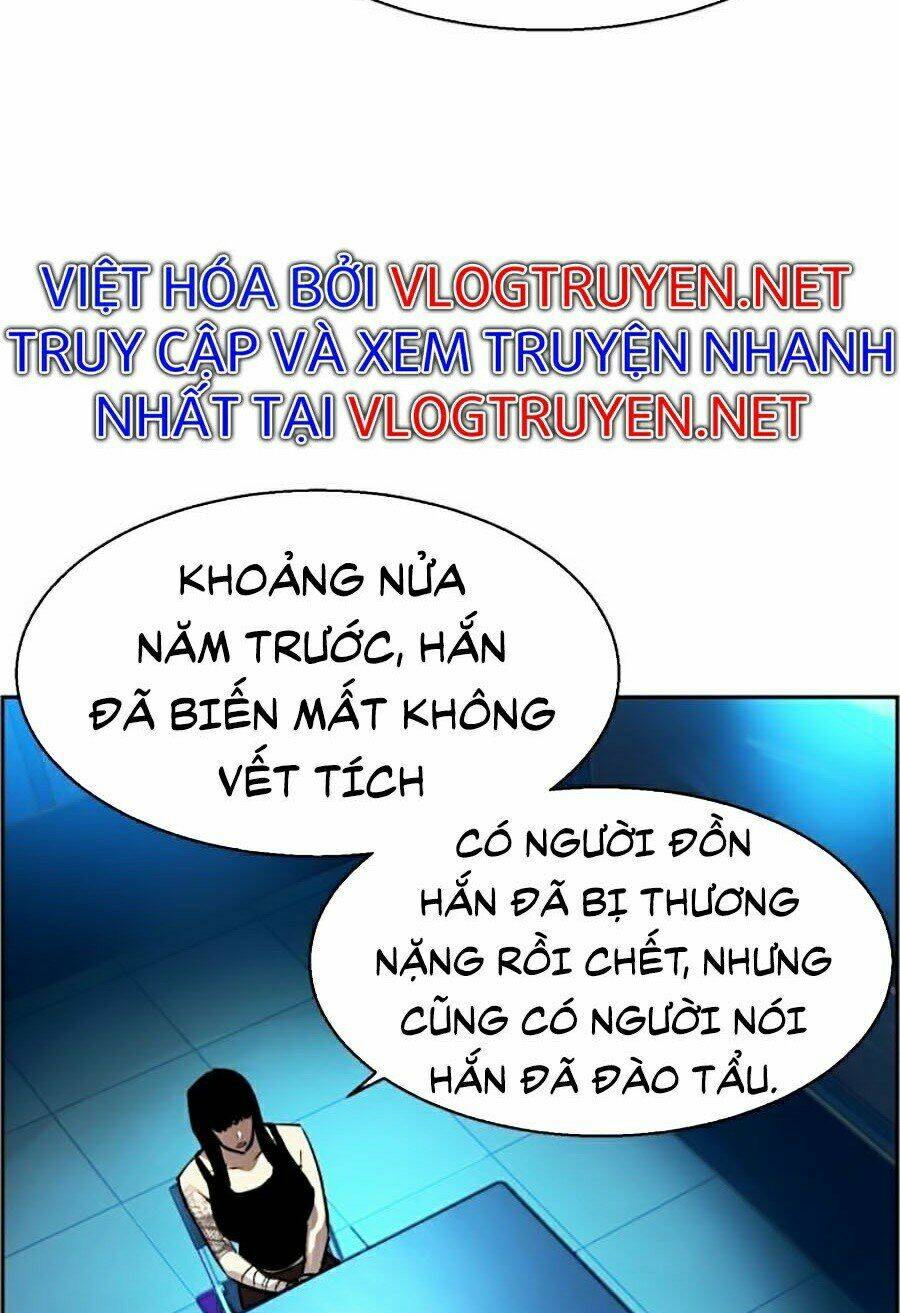 VIỆT HÓA BỞI VLOGTRUYEN.NET
TRUY CẬP VÀ XEM TRUYỆN NHANH
NHẤT TẠI VLOGTRUYEN.NET
KHOẢNG NỬA
NĂM TRƯỚC, HẮN
ĐÃ BIẾN MẤT KHÔNG
VẾT TÍCH
CÓ NGƯỜI ĐỒN
HẮN ĐÃ BỊ THƯƠNG
NẶNG RỒI CHẾT, NHƯNG
CŨNG CÓ NGƯỜI NÓI
HẮN ĐÃ ĐÀO TẨU.